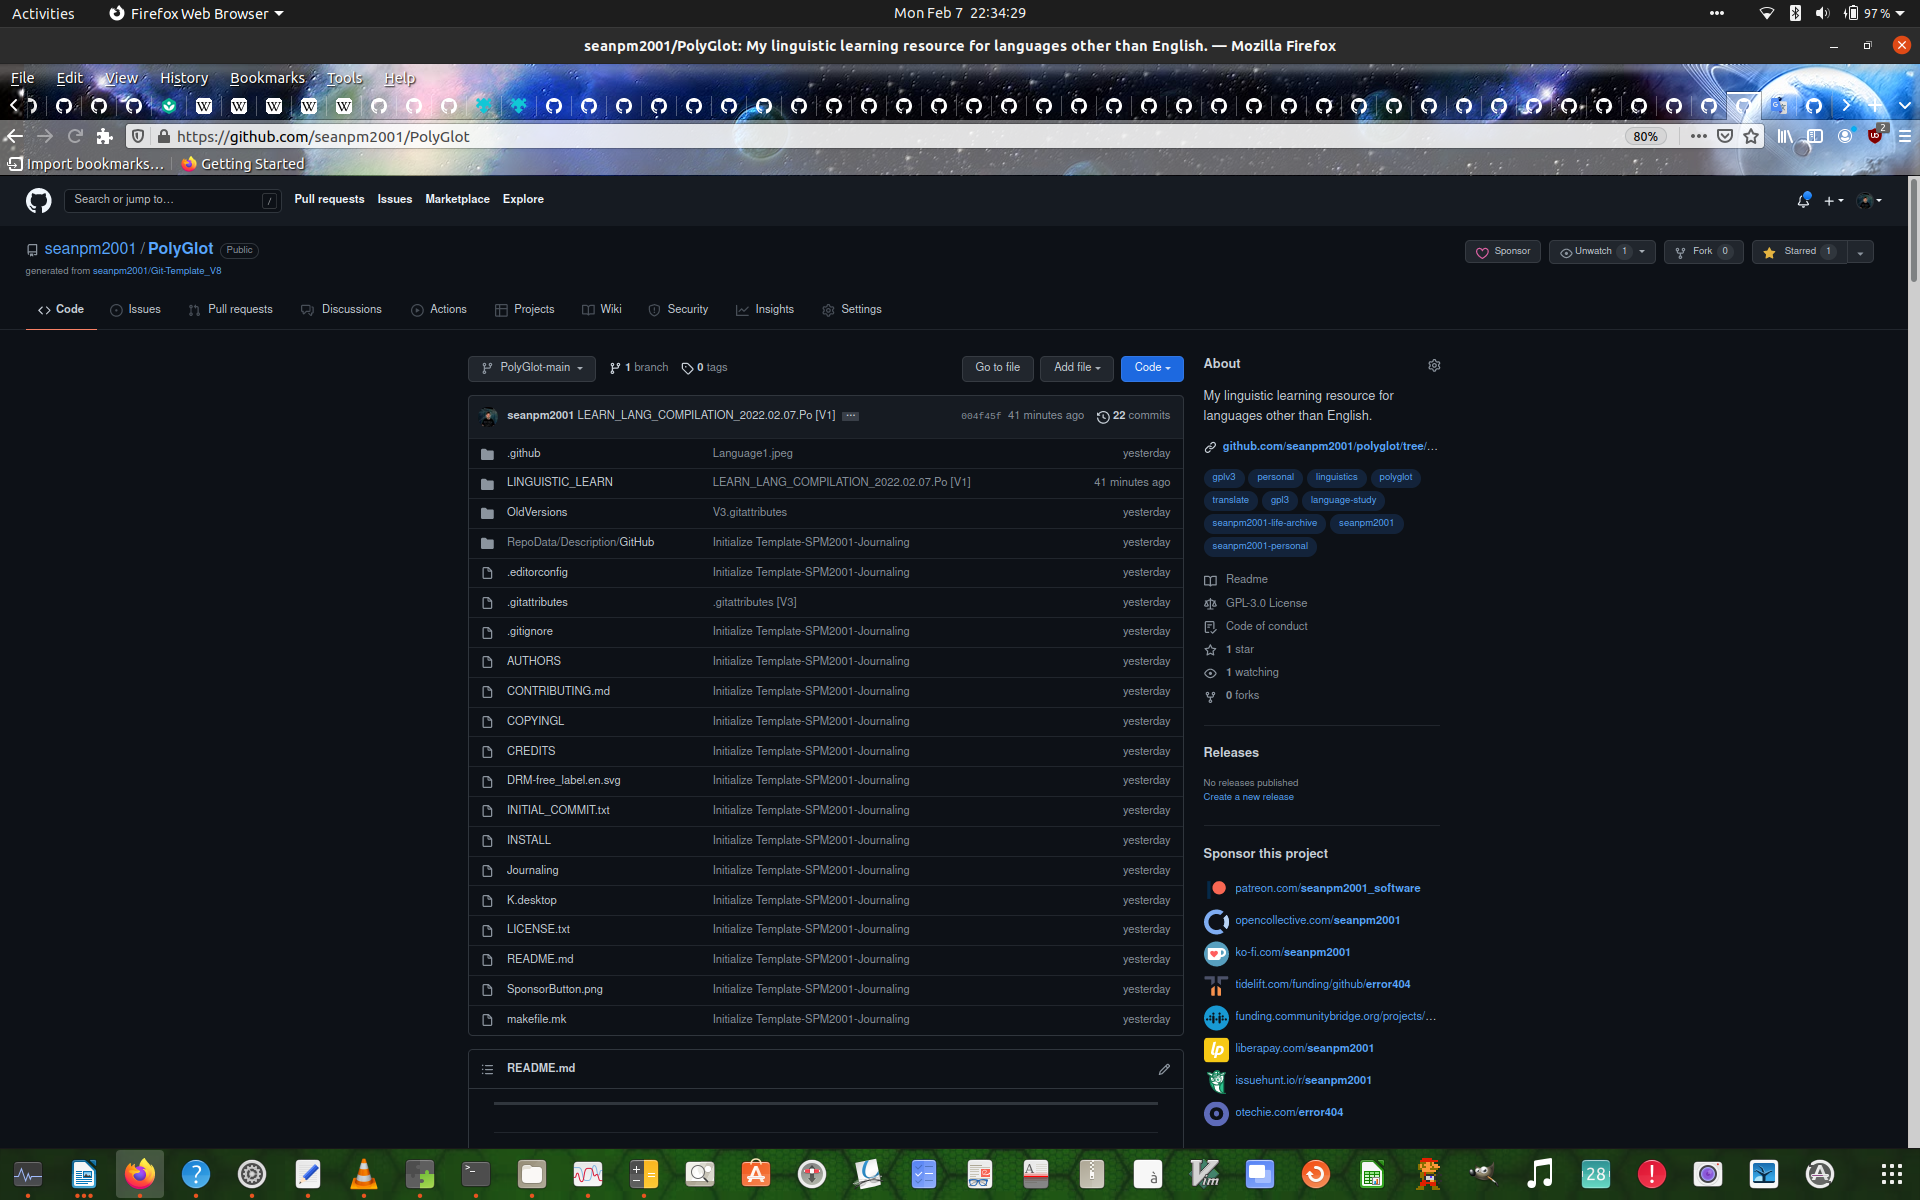 Activities Firefox Web Browser Mon Feb 7 22:34:29 97 %
seanpm2001/PolyGlot: My linguistic learning resource for languages other than English. — Mozilla Firefox
File Edit View History Bookmarks Tools Help
https://github.com/seanpm2001/PolyGlot 80% 2
Import bookmarks… Getting Started
Search or jump to… / Pull requests Issues Marketplace Explore
seanpm2001 / PolyGlot Public Sponsor Unwatch 1 Fork 0 Starred 1
generated from seanpm2001/Git-Template_V8
Code Issues Pull requests Discussions Actions Projects Wiki Security Insights Settings
PolyGlot-main 1 branch 0 tags Go to file Add file Code
seanpm2001 LEARN_LANG_COMPILATION_2022.02.07.Po [V1] 004f45f 41 minutes ago 22 commits
.github Language1.jpeg yesterday
LINGUISTIC_LEARN LEARN_LANG_COMPILATION_2022.02.07.Po [V1] 41 minutes ago
OldVersions V3.gitattributes yesterday
RepoData/Description/GitHub Initialize Template-SPM2001-Journaling yesterday
.editorconfig Initialize Template-SPM2001-Journaling yesterday
.gitattributes .gitattributes [V3] yesterday
.gitignore Initialize Template-SPM2001-Journaling yesterday
AUTHORS Initialize Template-SPM2001-Journaling yesterday
CONTRIBUTING.md Initialize Template-SPM2001-Journaling yesterday
COPYINGL Initialize Template-SPM2001-Journaling yesterday
CREDITS Initialize Template-SPM2001-Journaling yesterday
DRM-free_label.en.svg Initialize Template-SPM2001-Journaling yesterday
INITIAL_COMMIT.txt Initialize Template-SPM2001-Journaling yesterday
INSTALL Initialize Template-SPM2001-Journaling yesterday
Journaling Initialize Template-SPM2001-Journaling yesterday
K.desktop Initialize Template-SPM2001-Journaling yesterday
LICENSE.txt Initialize Template-SPM2001-Journaling yesterday
README.md Initialize Template-SPM2001-Journaling yesterday
SponsorButton.png Initialize Template-SPM2001-Journaling yesterday
makefile.mk Initialize Template-SPM2001-Journaling yesterday
README.md
About
My linguistic learning resource for
languages other than English.
github.com/seanpm2001/polyglot/tree/…
gplv3 personal linguistics polyglot
translate gpl3 language-study
seanpm2001-life-archive seanpm2001
seanpm2001-personal
Readme
GPL-3.0 License
Code of conduct
1 star
1 watching
0 forks
Releases
No releases published
Create a new release
Sponsor this project
patreon.com/seanpm2001_software
opencollective.com/seanpm2001
ko-fi.com/seanpm2001
tidelift.com/funding/github/error404
funding.communitybridge.org/projects/…
liberapay.com/seanpm2001
issuehunt.io/r/seanpm2001
otechie.com/error404
28